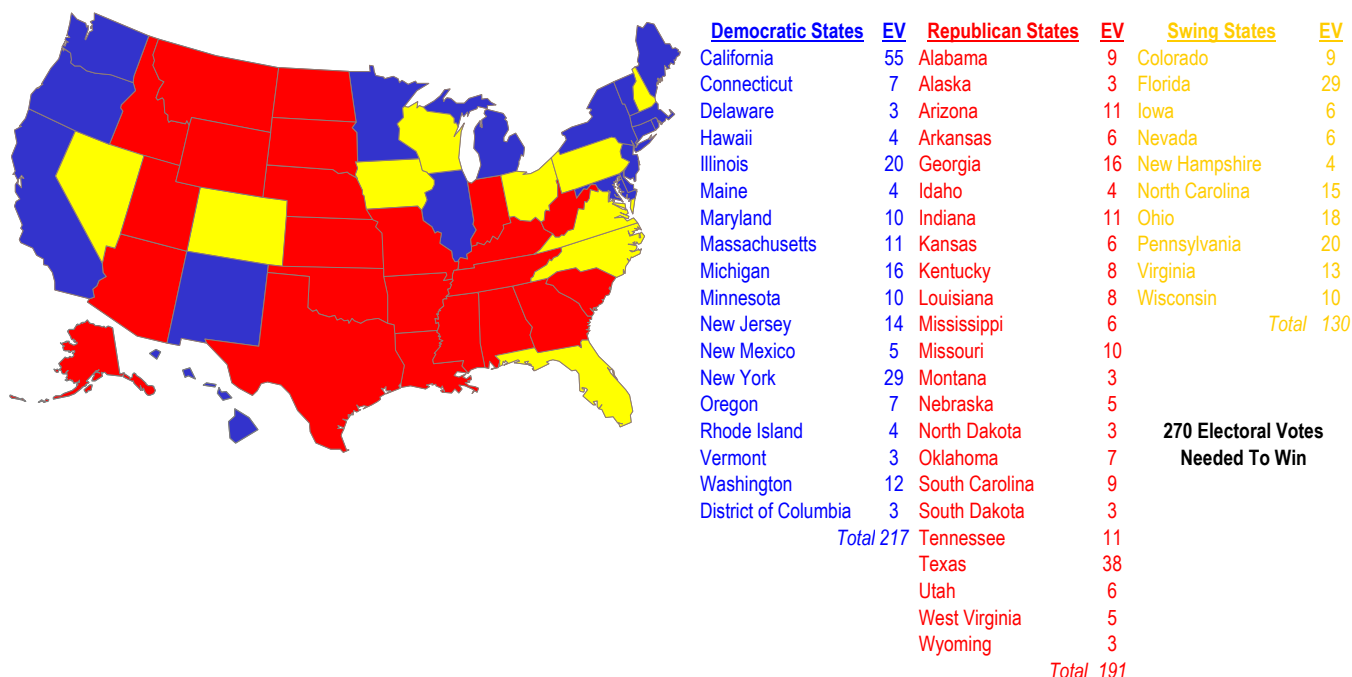 Democratic States EV Republican States EV Swing States EV
California 55 Alabama 9 Colorado 9
Connecticut 7 Alaska 3 Florida 29
Delaware 3 Arizona 11 Iowa 6
Hawaii 4 Arkansas 6 Nevada 6
Illinois 20 Georgia 16 New Hampshire 4
Maine 4 Idaho 4 North Carolina 15
Maryland 10 Indiana 11 Ohio 18
Massachusetts 11 Kansas 6 Pennsylvania 20
Michigan 16 Kentucky 8 Virginia 13
Minnesota 10 Louisiana 8 Wisconsin 10
New Jersey 14 Mississippi 6 Total 130
New Mexico 5 Missouri 10
New York 29 Montana 3
Oregon 7 Nebraska 5
Rhode Island 4 North Dakota 3 270 Electoral Votes
Vermont 3 Oklahoma 7 Needed To Win
Washington 12 South Carolina 9
District of Columbia 3 South Dakota 3
Total 217 Tennessee 11
Texas 38
Utah 6
West Virginia 5
Wyoming 3
Total 191